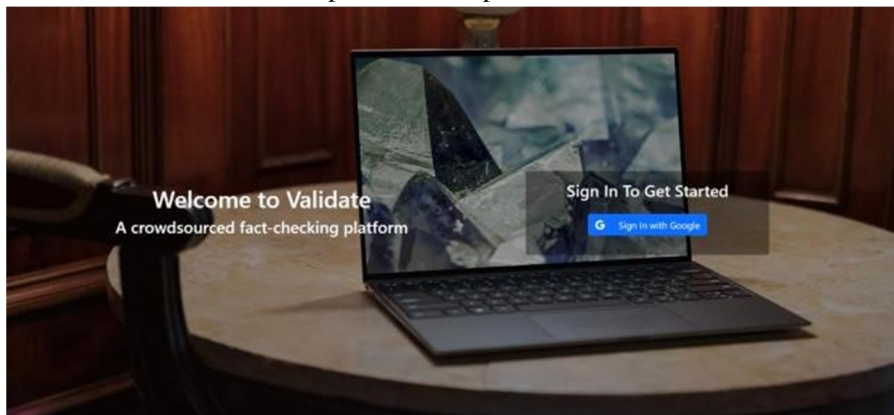 Welcome to Validate
A crowdsourced fact-checking platform
Sign In To Get Started
G Sign In with Google